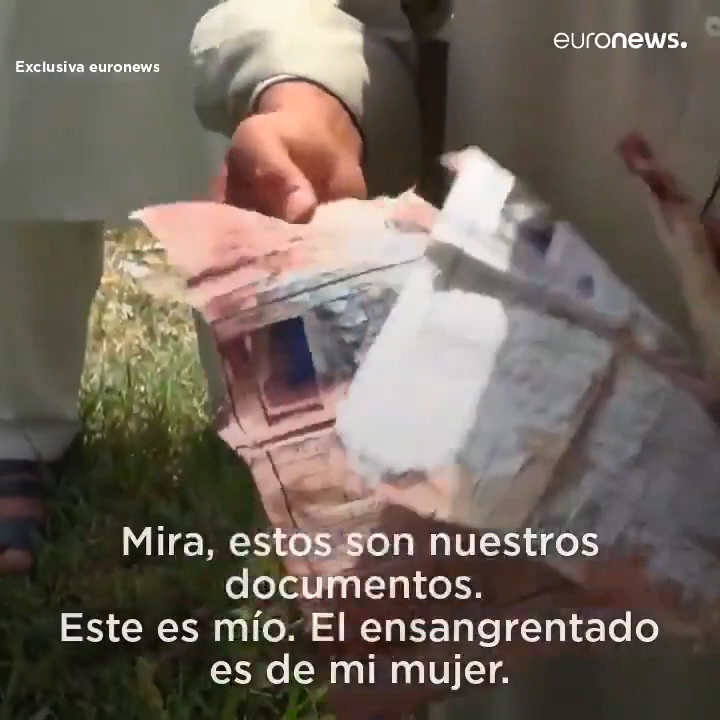 euronews.
Exclusiva euronews
Mira, estos son nuestros
documentos.
Este es mío. El ensangrentado
es de mi mujer.